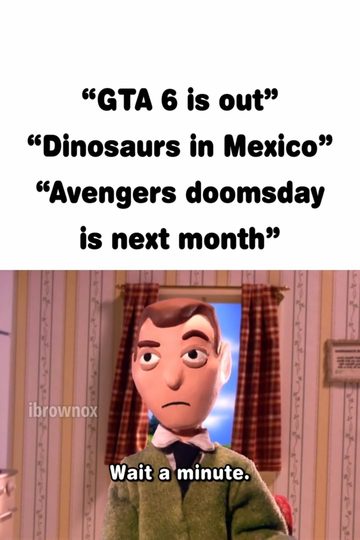 “GTA 6 is out”
“Dinosaurs in Mexico”
“Avengers doomsday
is next month”
ibrownox
Wait a minute.